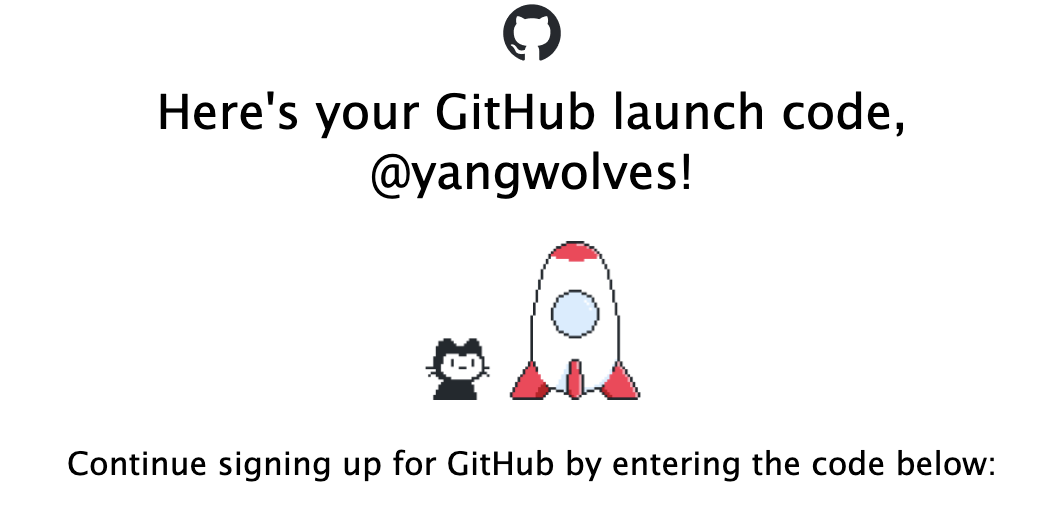 Here's your GitHub launch code,
@yangwolves!
Continue signing up for GitHub by entering the code below: